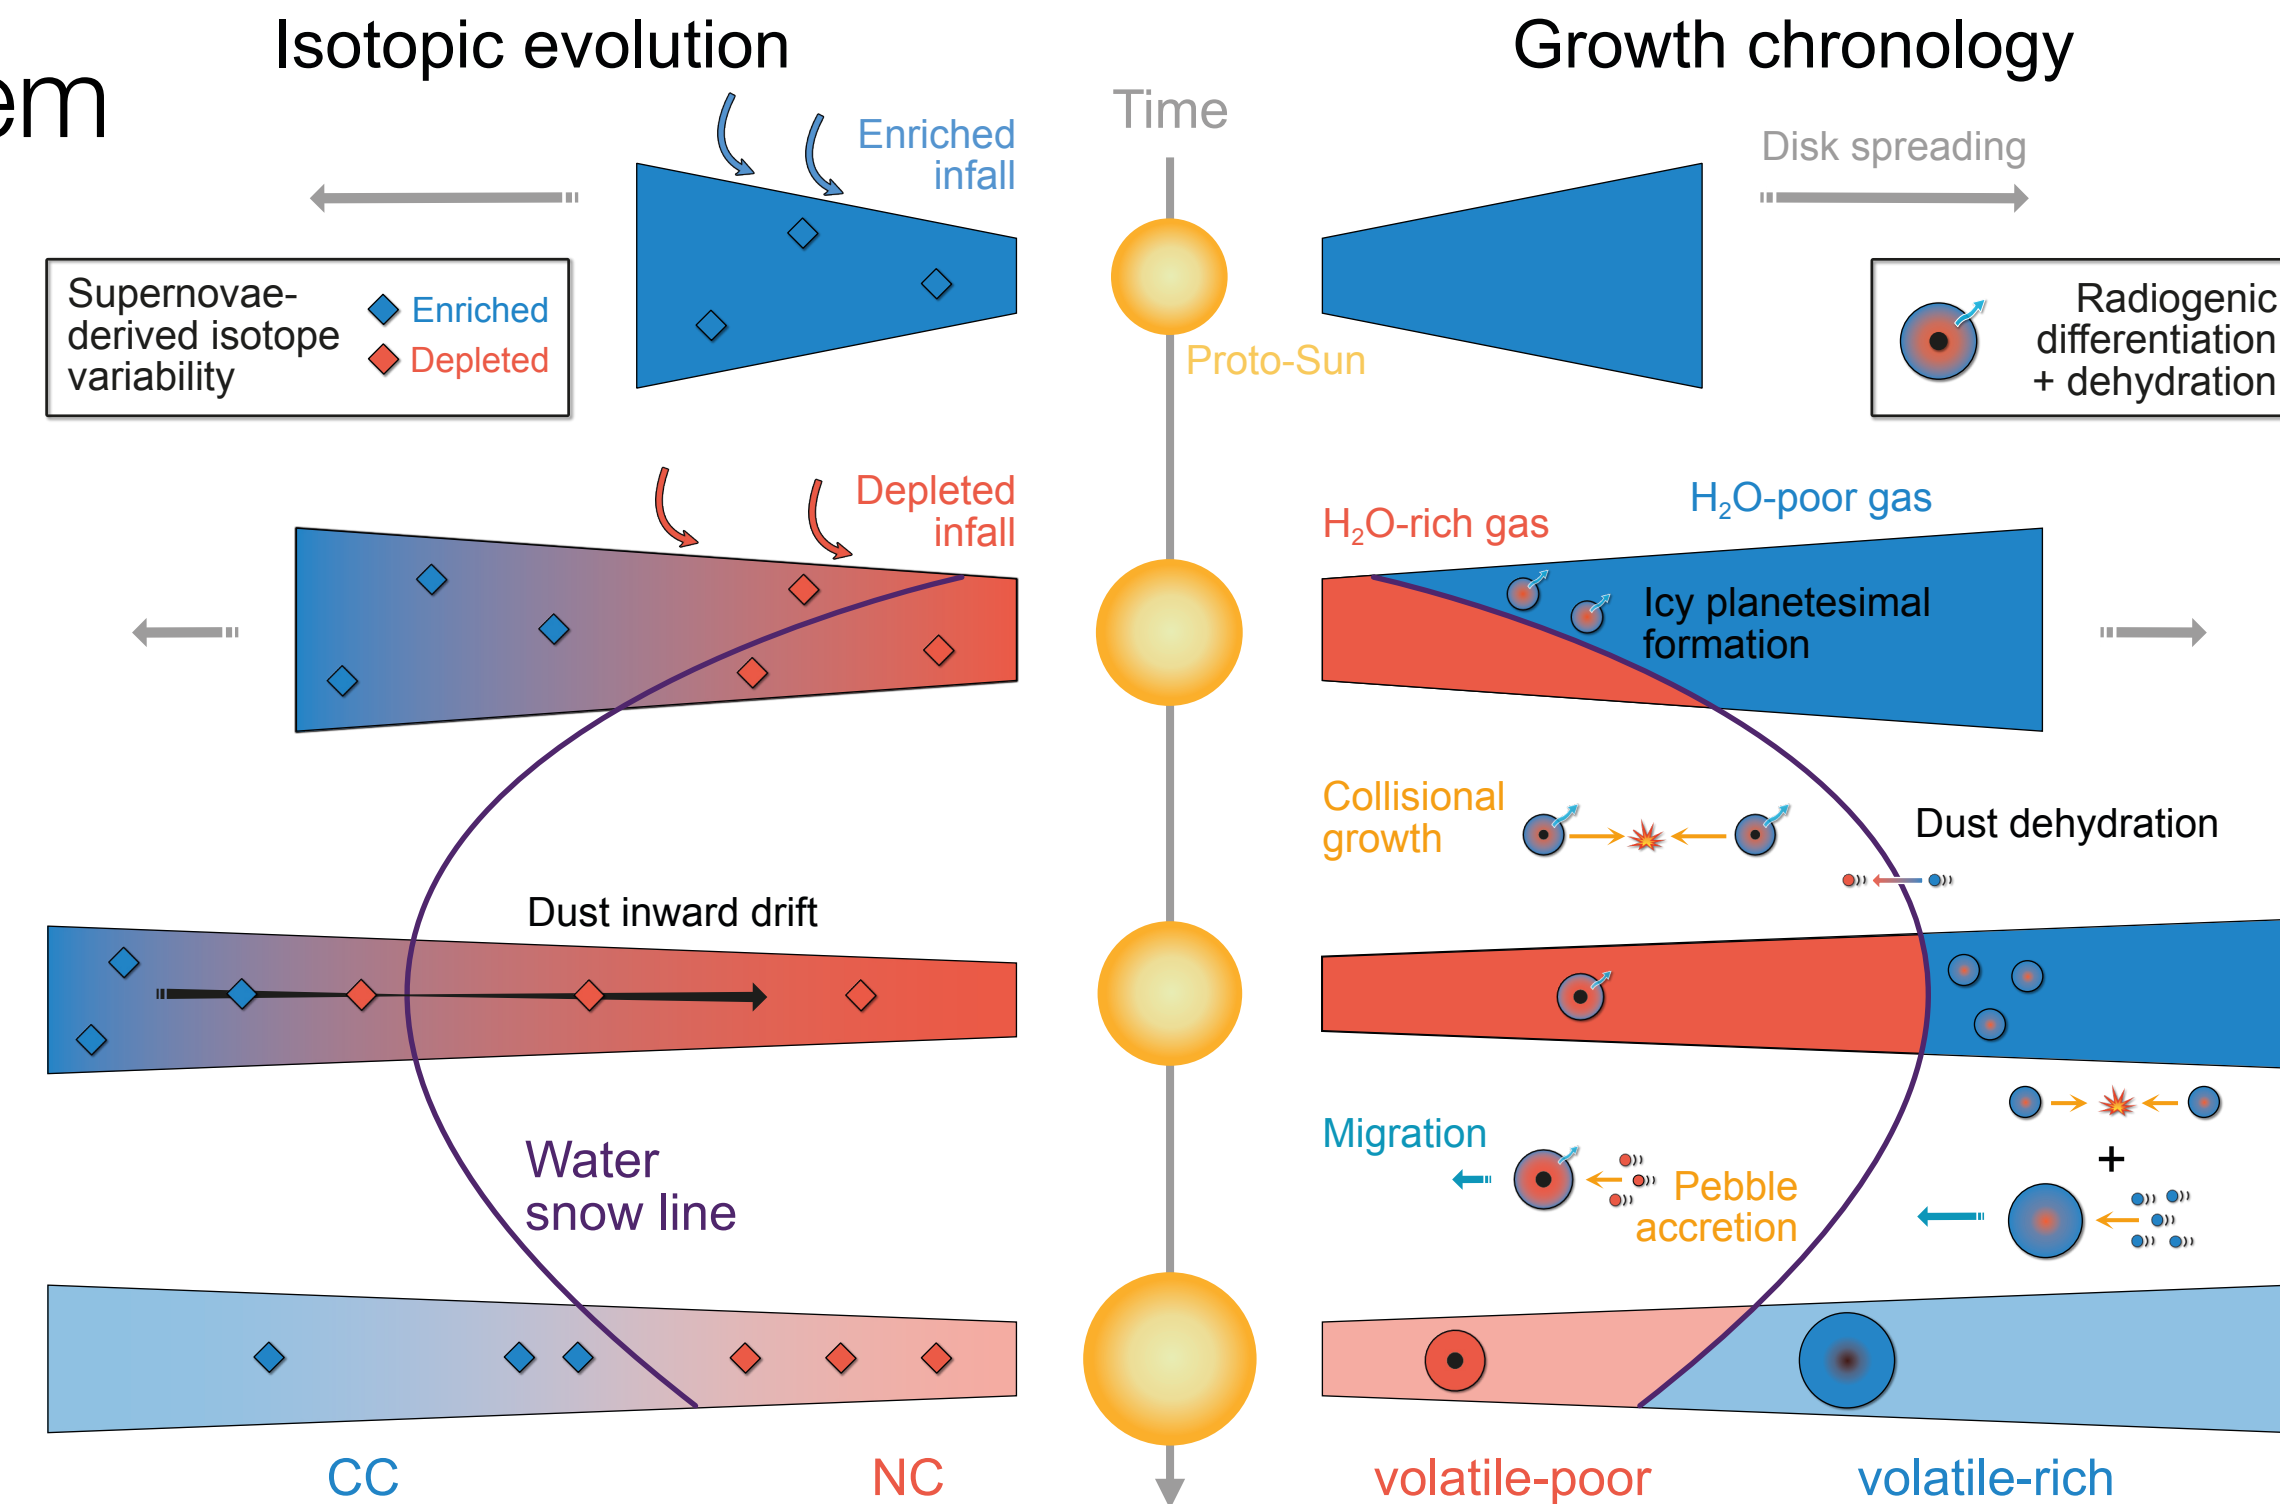 em
Isotopic evolution
Growth chronology
Time
Enriched
infall
Disk spreading
Supernovae-
derived isotope
variability
Enriched
Depleted
Proto-Sun
Radiogenic
differentiation
+ dehydration
Depleted
infall
H₂O-rich gas
H₂O-poor gas
Icy planetesimal
formation
Collisional
growth
Dust dehydration
Dust inward drift
Water
snow line
Migration
Pebble
accretion
+
CC
NC
volatile-poor
volatile-rich